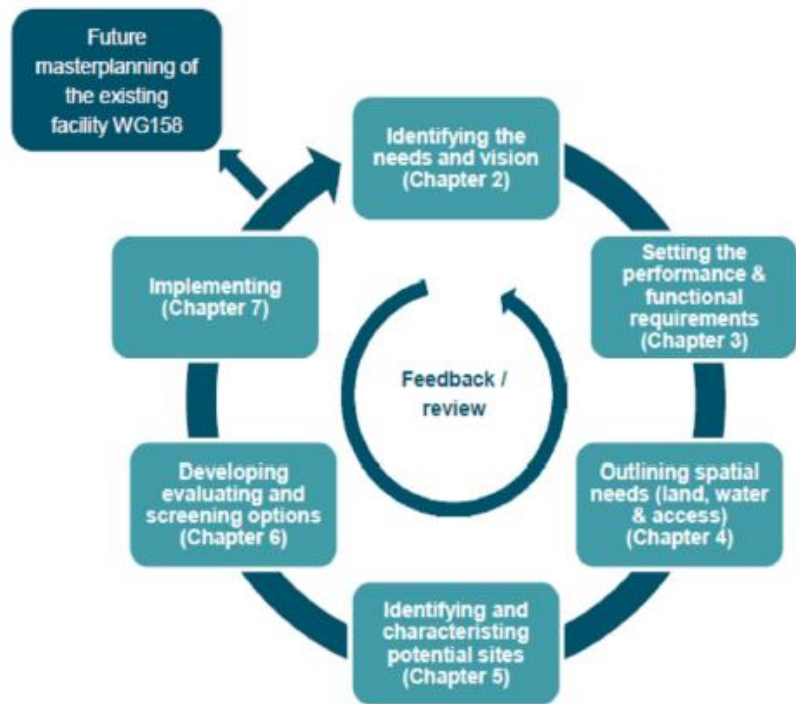 Future
masterplanning of
the existing
facility WG158
Identifying the
needs and vision
(Chapter 2)
Setting the
performance &
functional
requirements
(Chapter 3)
Outlining spatial
needs (land, water
& access)
(Chapter 4)
Identifying and
characteristing
potential sites
(Chapter 5)
Developing
evaluating and
screening options
(Chapter 6)
Implementing
(Chapter 7)
Feedback /
review